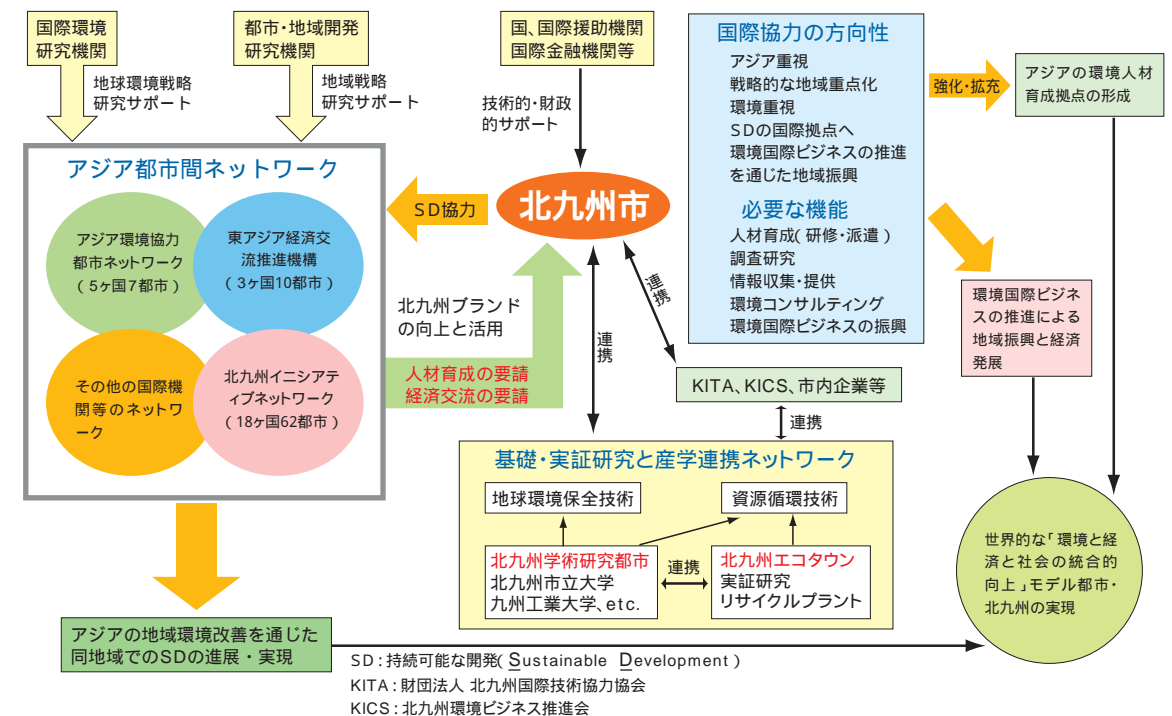 国際環境
研究機関
都市・地域開発
研究機関
国、国際援助機関
国際金融機関等
地球環境戦略
研究サポート
地域戦略
研究サポート
技術的・財政
的サポート
国際協力の方向性
アジア重視
戦略的な地域重点化
環境重視
SDの国際拠点へ
環境国際ビジネスの推進
を通じた地域振興
必要な機能
人材育成(研修・派遣)
調査研究
情報収集・提供
環境コンサルティング
環境国際ビジネスの振興
強化・拡充
アジアの環境人材
育成拠点の形成
アジア都市間ネットワーク
アジア環境協力
都市ネットワーク
(5ヶ国7都市)
東アジア経済交
流推進機構
(3ヶ国10都市)
その他の国際機
関等のネットワ
ーク
北九州イニシアテ
ィブネットワーク
(18ヶ国62都市)
SD協力
北九州市
北九州ブランド
の向上と活用
人材育成の要請
経済交流の要請
連携
連携
環境国際ビジネ
スの推進による
地域振興と経済
発展
KITA、KICS、市内企業等
連携
基礎・実証研究と産学連携ネットワーク
地球環境保全技術
資源循環技術
北九州学術研究都市
北九州市立大学
九州工業大学、etc.
連携
北九州エコタウン
実証研究
リサイクルプラント
世界的な「環境と経
済と社会の統合的
向上」モデル都市・
北九州の実現
アジアの地域環境改善を通じた
同地域でのSDの進展・実現
SD:持続可能な開発(Sustainable Development)
KITA:財団法人 北九州国際技術協力協会
KICS:北九州環境ビジネス推進会